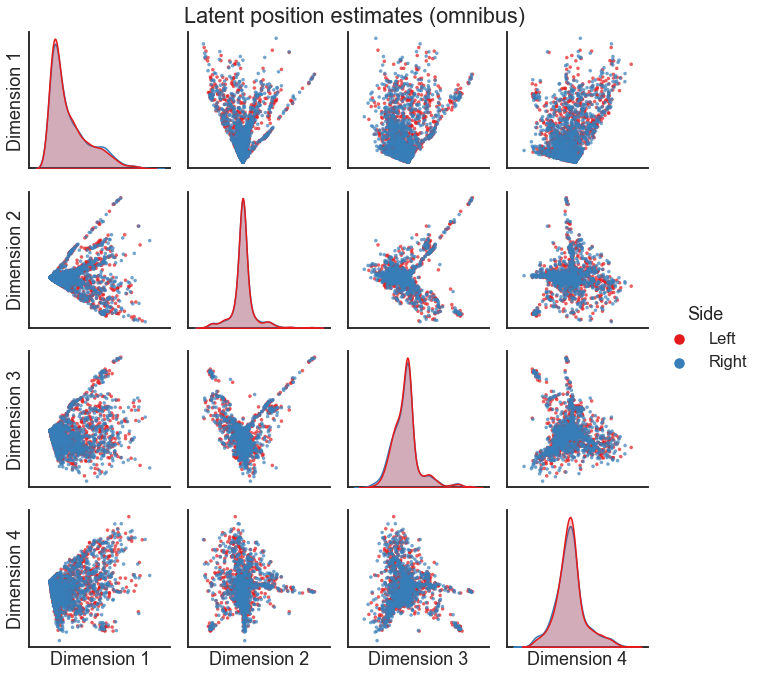 Latent position estimates (omnibus)
Dimension 1
Dimension 2
Dimension 3
Dimension 4
Side
Left
Right
Dimension 1
Dimension 2
Dimension 3
Dimension 4